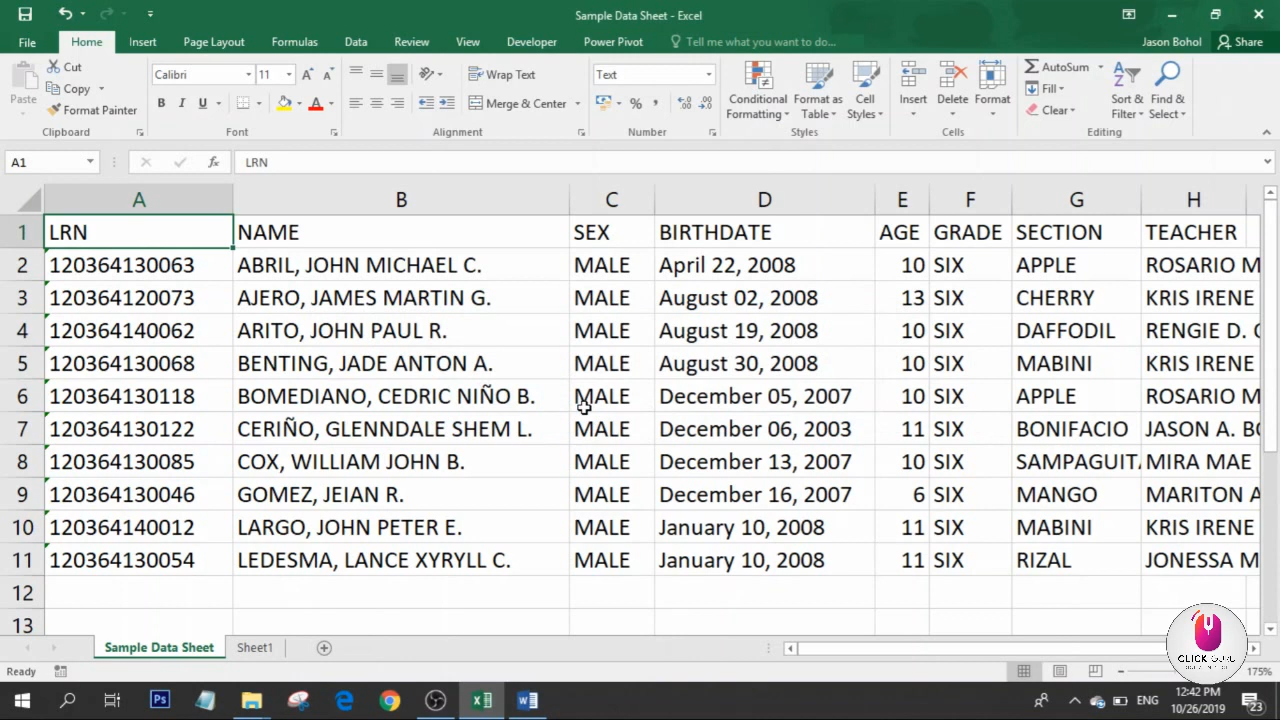 Sample Data Sheet - Excel
File Home Insert Page Layout Formulas Data Review View Developer Power Pivot Tell me what you want to do... Jason Bohol Share
Cut Calibri 11 Wrap Text Text AutoSum
Paste Copy Fill
Format Painter Merge & Center Clear
Conditional Formatting Format as Table Cell Styles Insert Delete Format Sort & Filter Find & Select
Clipboard Font Alignment Number Styles Cells Editing
A1 LRN
A B C D E F G H
1 LRN NAME SEX BIRTHDATE AGE GRADE SECTION TEACHER
2 120364130063 ABRIL, JOHN MICHAEL C. MALE April 22, 2008 10 SIX APPLE ROSARIO M
3 120364120073 AJERO, JAMES MARTIN G. MALE August 02, 2008 13 SIX CHERRY KRIS IRENE
4 120364140062 ARITO, JOHN PAUL R. MALE August 19, 2008 10 SIX DAFFODIL RENGIE D.
5 120364130068 BENTING, JADE ANTON A. MALE August 30, 2008 10 SIX MABINI KRIS IRENE
6 120364130118 BOMEDIANO, CEDRIC NIÑO B. MALE December 05, 2007 10 SIX APPLE ROSARIO M
7 120364130122 CERIÑO, GLENNDALE SHEM L. MALE December 06, 2003 11 SIX BONIFACIO JASON A.
8 120364130085 COX, WILLIAM JOHN B. MALE December 13, 2007 10 SIX SAMPAGUITA MIRA MAE
9 120364130046 GOMEZ, JEIAN R. MALE December 16, 2007 6 SIX MANGO MARITON
10 120364140012 LARGO, JOHN PETER E. MALE January 10, 2008 11 SIX MABINI KRIS IRENE
11 120364130054 LEDESMA, LANCE XYRYLL C. MALE January 10, 2008 11 SIX RIZAL JONESSA M
12
13
Sample Data Sheet Sheet1
CLICK
Ready 175%
Ps ENG 12:42 PM
10/26/2019 23